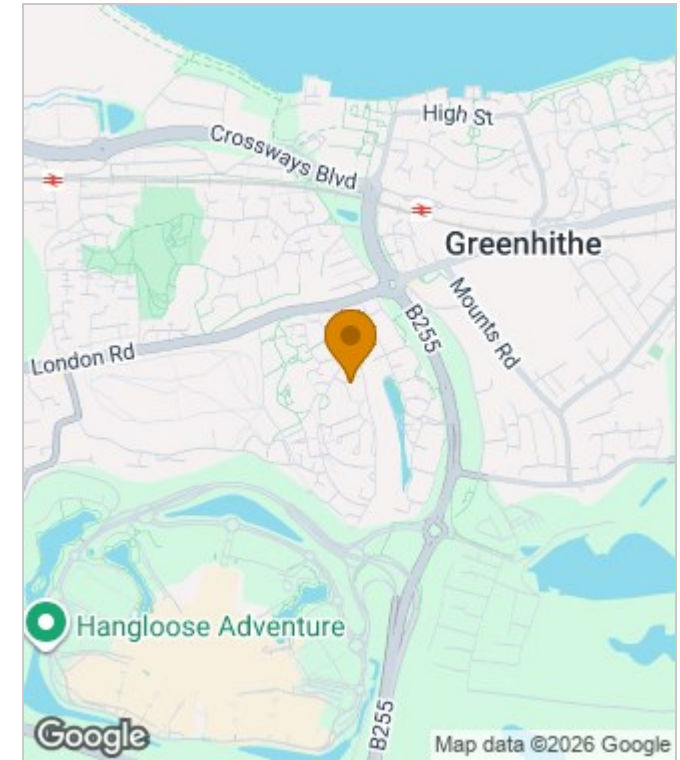 High St
Crossways Blvd
Greenhithe
Mounts Rd
B255
London Rd
Hangloose Adventure
B255
Google
Map data ©2026 Google